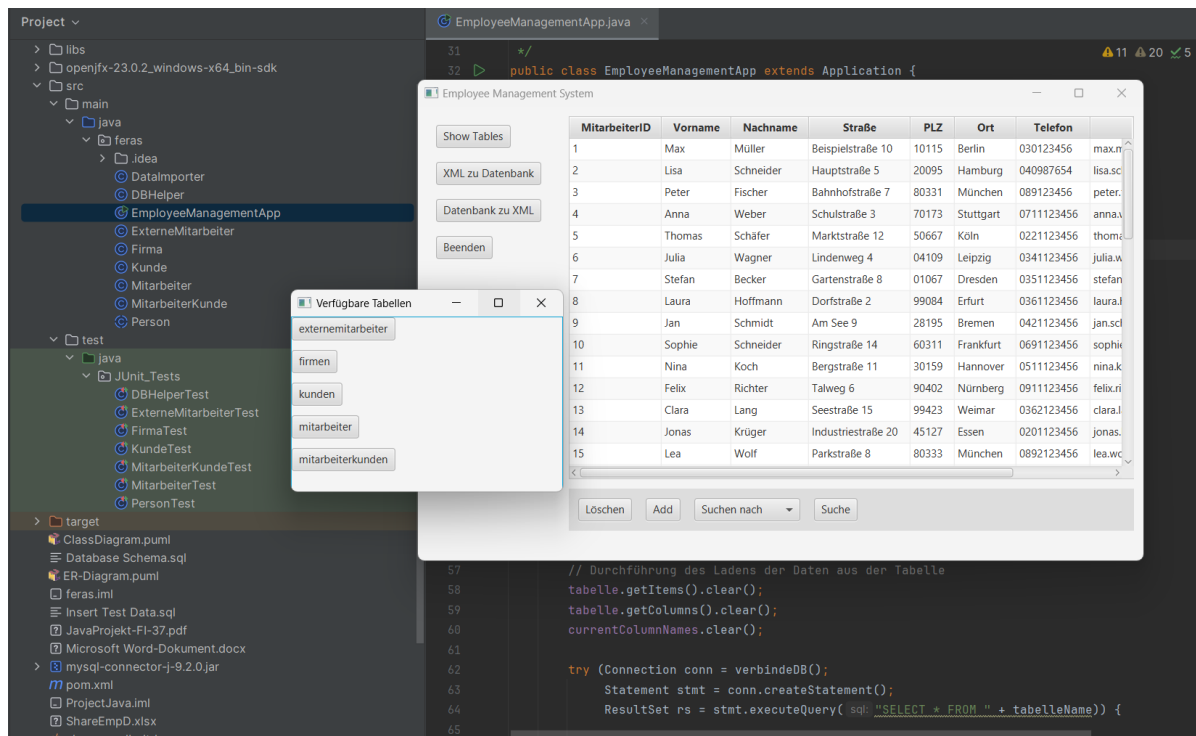 Project
libs
openjfx-23.0.2_windows-x64_bin-sdk
src
main
java
feras
.idea
DataImporter
DBHelper
EmployeeManagementApp
ExterneMitarbeiter
Firma
Kunde
Mitarbeiter
MitarbeiterKunde
Person
test
java
JUnit_Tests
DBHelperTest
ExterneMitarbeiterTest
FirmaTest
KundeTest
MitarbeiterKundeTest
MitarbeiterTest
PersonTest
target
ClassDiagram.puml
Database Schema.sql
ER-Diagram.puml
feras.iml
Insert Test Data.sql
JavaProjekt-FI-37.pdf
Microsoft Word-Dokument.docx
mysql-connector-j-9.2.0.jar
pom.xml
ProjectJava.iml
ShareEmpD.xlsx
EmployeeManagementApp.java
11 20 5
31 */
32 public class EmployeeManagementApp extends Application {
Employee Management System
Show Tables
XML zu Datenbank
Datenbank zu XML
Beenden
MitarbeiterID Vorname Nachname Straße PLZ Ort Telefon
1 Max Müller Beispielstraße 10 10115 Berlin 030123456 max.m
2 Lisa Schneider Hauptstraße 5 20095 Hamburg 040987654 lisa.sc
3 Peter Fischer Bahnhofstraße 7 80331 München 089123456 peter.
4 Anna Weber Schulstraße 3 70173 Stuttgart 0711123456 anna.w
5 Thomas Schäfer Marktstraße 12 50667 Köln 0221123456 thoma
6 Julia Wagner Lindenweg 4 04109 Leipzig 0341123456 julia.w
7 Stefan Becker Gartenstraße 8 01067 Dresden 0351123456 stefan
8 Laura Hoffmann Dorfstraße 2 99084 Erfurt 0361123456 laura.h
9 Jan Schmidt Am See 9 28195 Bremen 0421123456 jan.scl
10 Sophie Schneider Ringstraße 14 60311 Frankfurt 0691123456 sophie
11 Nina Koch Bergstraße 11 30159 Hannover 0511123456 nina.k
12 Felix Richter Talweg 6 90402 Nürnberg 0911123456 felix.ri
13 Clara Lang Seestraße 15 99423 Weimar 0362123456 clara.l
14 Jonas Krüger Industriestraße 20 45127 Essen 0201123456 jonas.
15 Lea Wolf Parkstraße 8 80333 München 0892123456 lea.wo
Löschen Add Suchen nach Suche
Verfügbare Tabellen
externemitarbeiter
firmen
kunden
mitarbeiter
mitarbeiterkunden
57 // Durchführung des Ladens der Daten aus der Tabelle
58 tabelle.getItems().clear();
59 tabelle.getColumns().clear();
60 currentColumnNames.clear();
61
62 try (Connection conn = verbindeDB();
63 Statement stmt = conn.createStatement();
64 ResultSet rs = stmt.executeQuery( sql: "SELECT * FROM " + tabelleName)) {
65